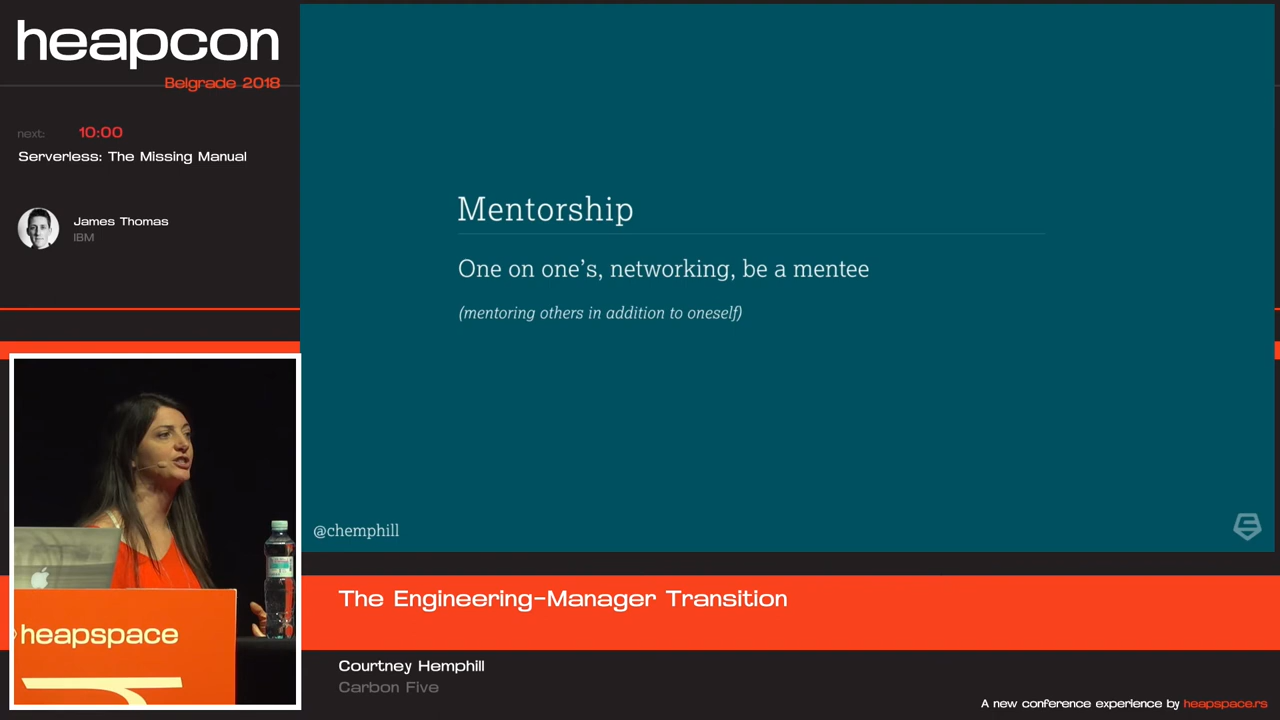 heapcon
Belgrade 2018
next: 10:00
Serverless: The Missing Manual
James Thomas
IBM
Mentorship
One on one's, networking, be a mentee
(mentoring others in addition to oneself)
@chemphill
heapspace
The Engineering-Manager Transition
Courtney Hemphill
Carbon Five
A new conference experience by heapspace.rs